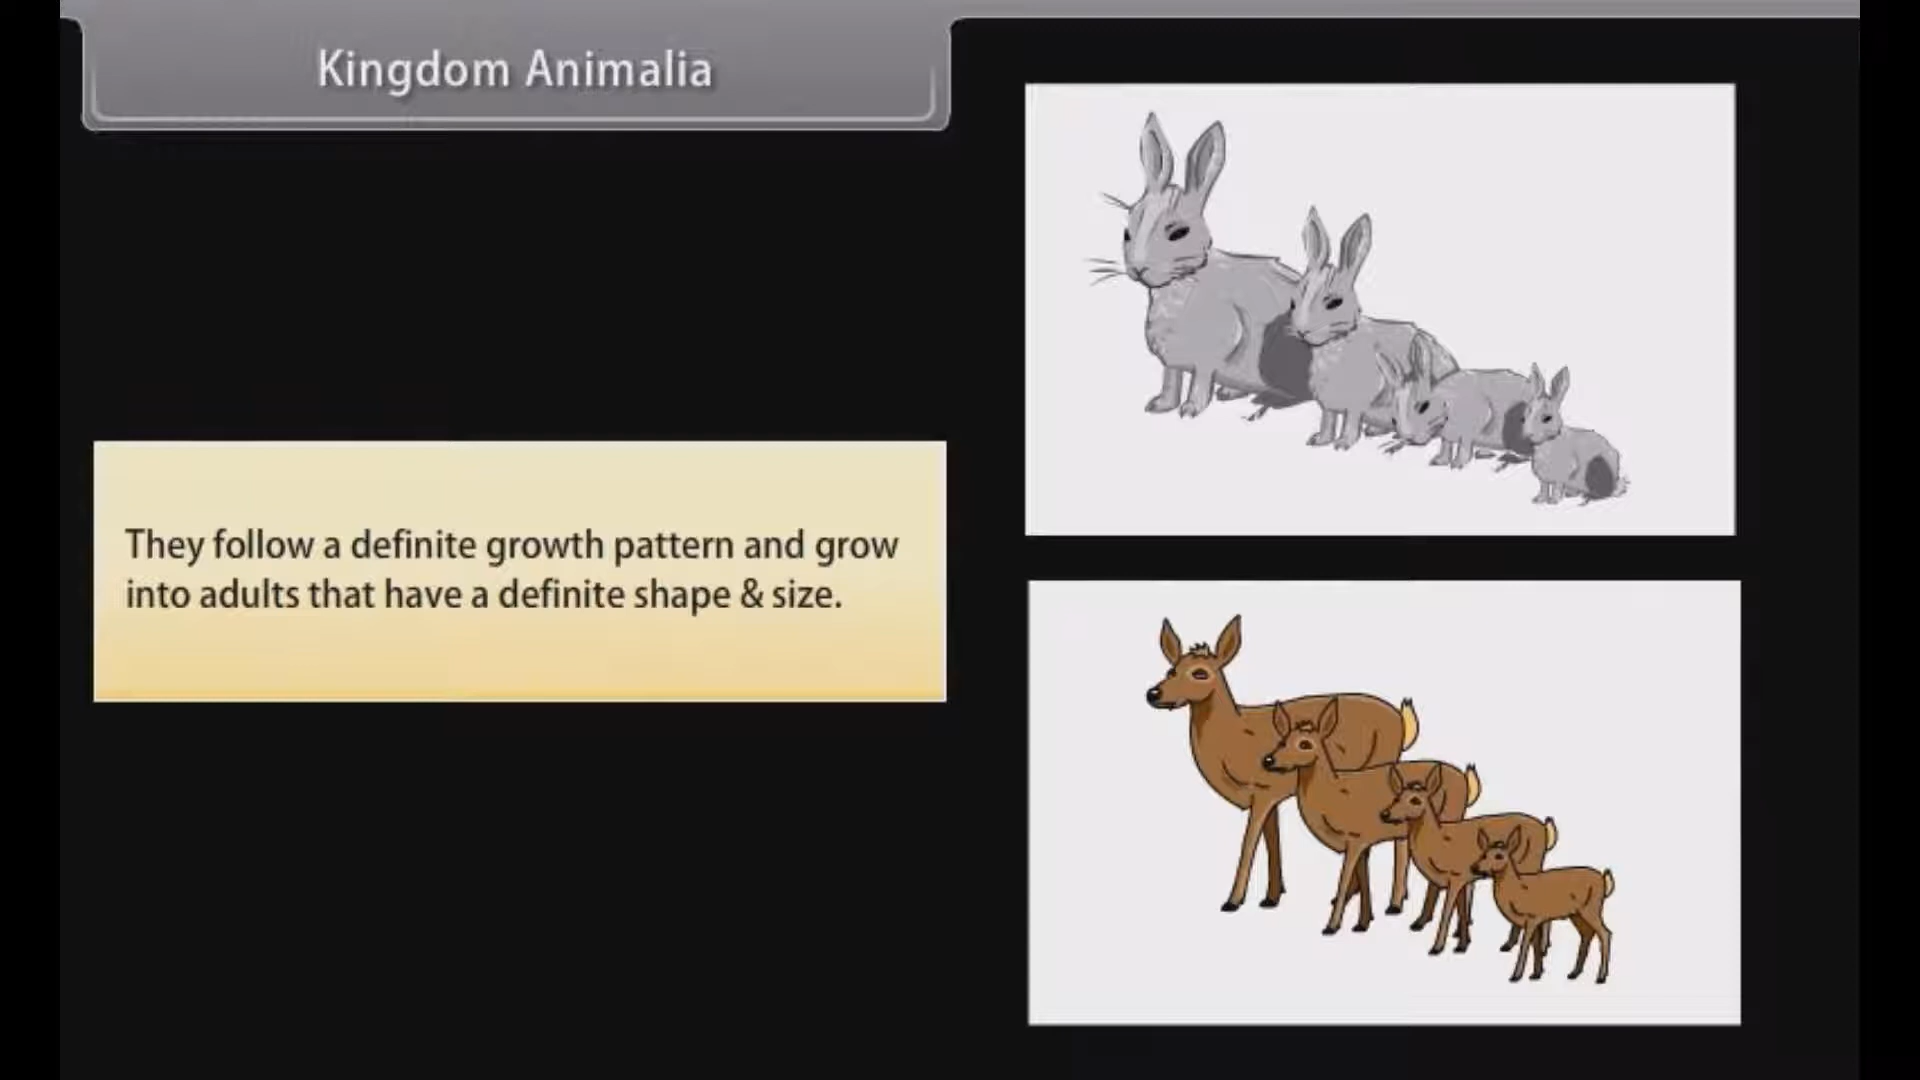 Kingdom Animalia
They follow a definite growth pattern and grow
into adults that have a definite shape & size.